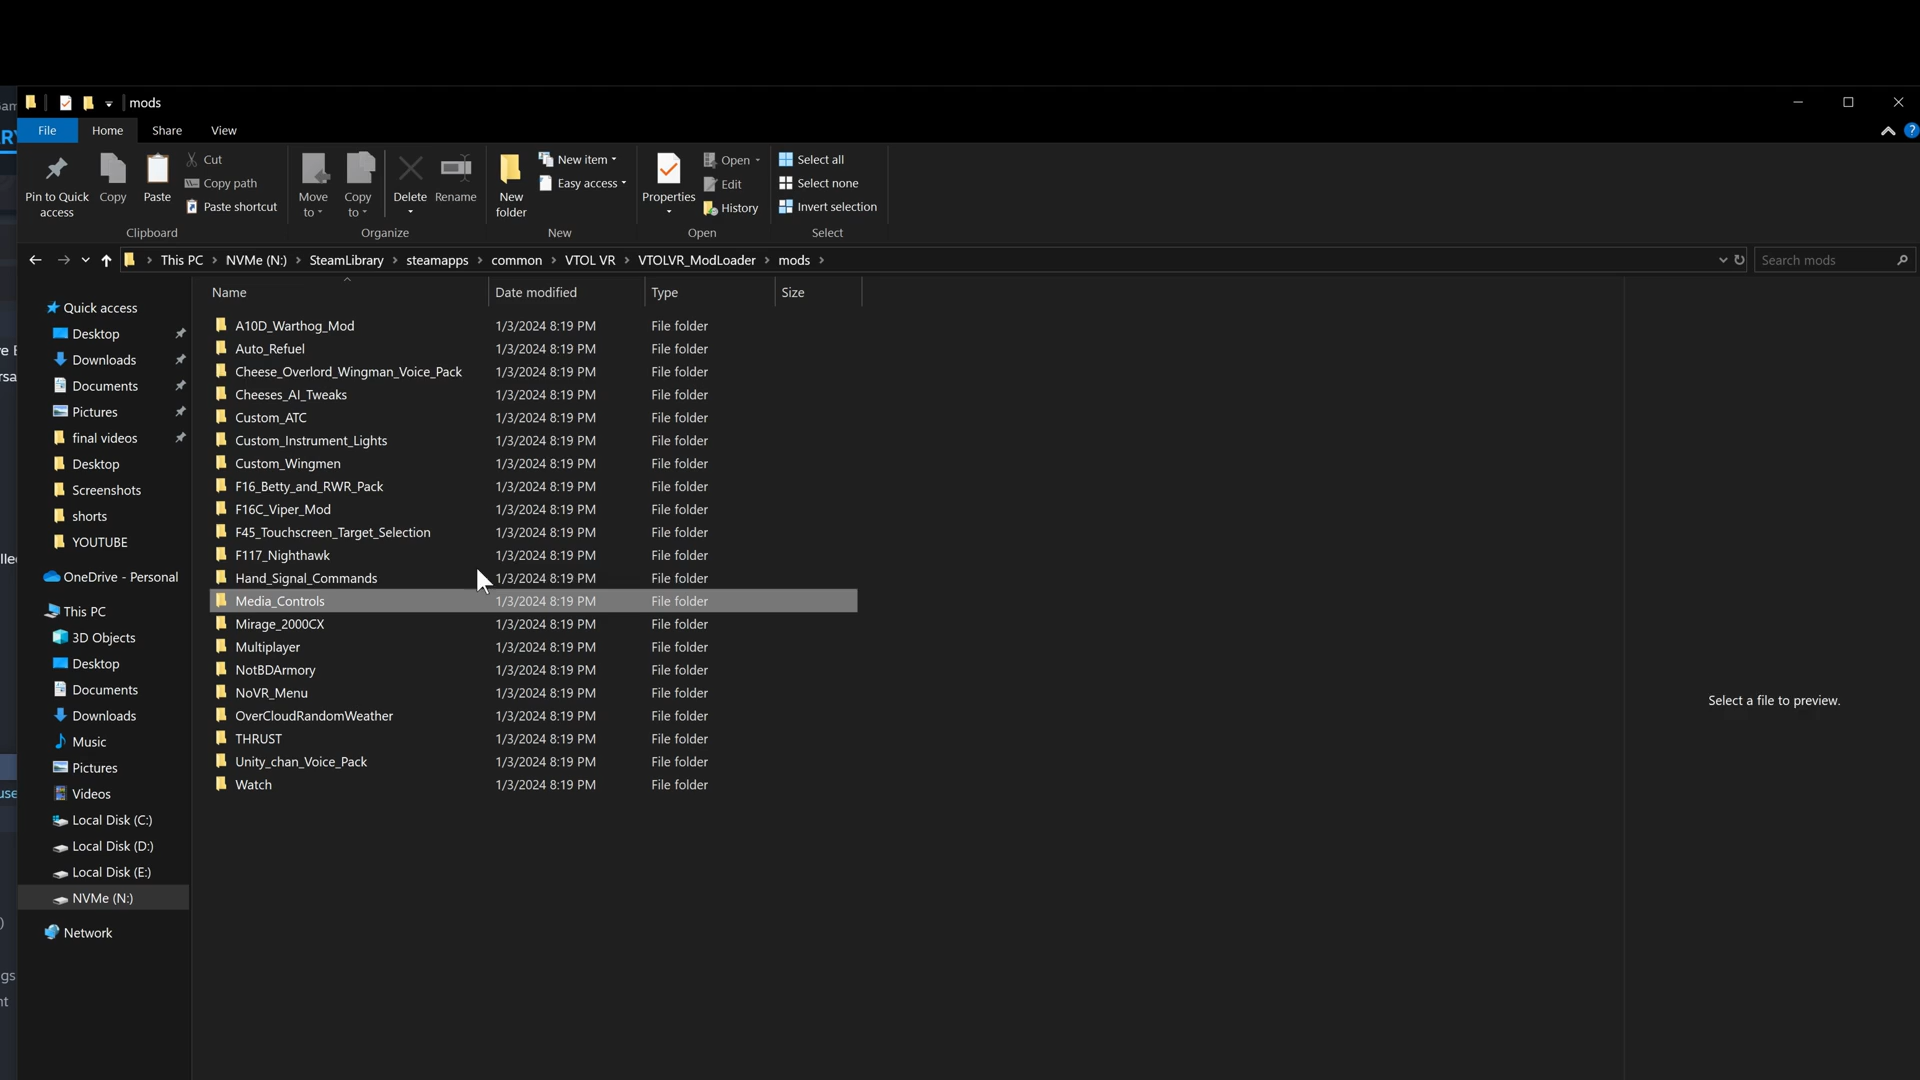 mods
File Home Share View
Pin to Quick access
Copy
Paste
Cut
Copy path
Paste shortcut
Clipboard
Move to
Copy to
Delete
Rename
Organize
New folder
New item
Easy access
New
Properties
Open
Edit
History
Open
Select all
Select none
Invert selection
Select
This PC > NVMe (N:) > SteamLibrary > steamapps > common > VTOL VR > VTOLVR_ModLoader > mods >
Search mods
Name Date modified Type Size
Quick access
Desktop
Downloads
Documents
Pictures
final videos
Desktop
Screenshots
shorts
YOUTUBE
OneDrive - Personal
This PC
3D Objects
Desktop
Documents
Downloads
Music
Pictures
Videos
Local Disk (C:)
Local Disk (D:)
Local Disk (E:)
NVMe (N:)
Network
A10D_Warthog_Mod 1/3/2024 8:19 PM File folder
Auto_Refuel 1/3/2024 8:19 PM File folder
Cheese_Overlord_Wingman_Voice_Pack 1/3/2024 8:19 PM File folder
Cheeses_AI_Tweaks 1/3/2024 8:19 PM File folder
Custom_ATC 1/3/2024 8:19 PM File folder
Custom_Instrument_Lights 1/3/2024 8:19 PM File folder
Custom_Wingmen 1/3/2024 8:19 PM File folder
F16_Betty_and_RWR_Pack 1/3/2024 8:19 PM File folder
F16C_Viper_Mod 1/3/2024 8:19 PM File folder
F45_Touchscreen_Target_Selection 1/3/2024 8:19 PM File folder
F117_Nighthawk 1/3/2024 8:19 PM File folder
Hand_Signal_Commands 1/3/2024 8:19 PM File folder
Media_Controls 1/3/2024 8:19 PM File folder
Mirage_2000CX 1/3/2024 8:19 PM File folder
Multiplayer 1/3/2024 8:19 PM File folder
NotBDArmory 1/3/2024 8:19 PM File folder
NoVR_Menu 1/3/2024 8:19 PM File folder
OverCloudRandomWeather 1/3/2024 8:19 PM File folder
THRUST 1/3/2024 8:19 PM File folder
Unity_chan_Voice_Pack 1/3/2024 8:19 PM File folder
Watch 1/3/2024 8:19 PM File folder
Select a file to preview.